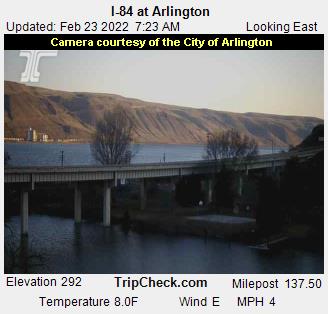 I-84 at Arlington
Updated: Feb 23 2022 7:23 AM Looking East
Camera courtesy of the City of Arlington
Elevation 292 TripCheck.com Milepost 137.50
Temperature 8.0F Wind E MPH 4